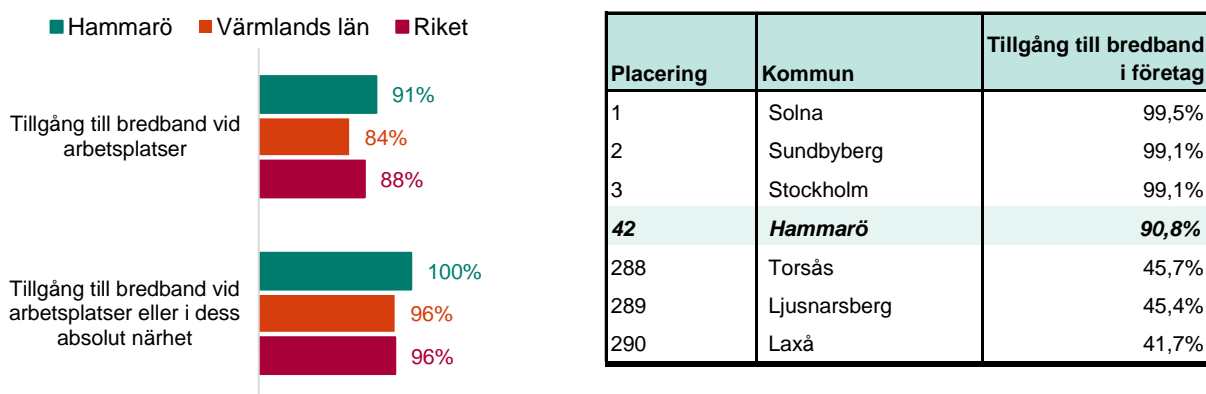 Hammarö Värmlands län Riket
Tillgång till bredband vid
arbetsplatser
91%
84%
88%
Tillgång till bredband vid
arbetsplatser eller i dess
absolut närhet
100%
96%
96%
Placering Kommun Tillgång till bredband
i företag
1 Solna 99,5%
2 Sundbyberg 99,1%
3 Stockholm 99,1%
42 Hammarö 90,8%
288 Torsås 45,7%
289 Ljusnarsberg 45,4%
290 Laxå 41,7%